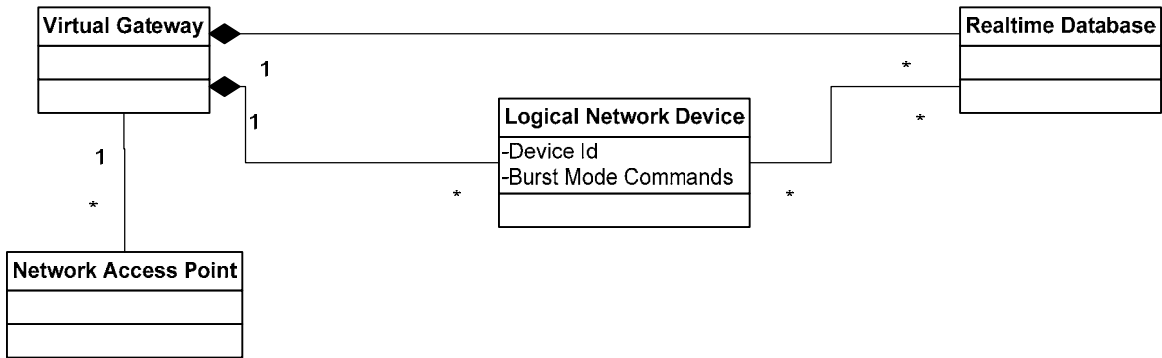 Virtual Gateway
Realtime Database
1
*
1
Logical Network Device
-Device Id
-Burst Mode Commands
*
1
*
*
*
Network Access Point